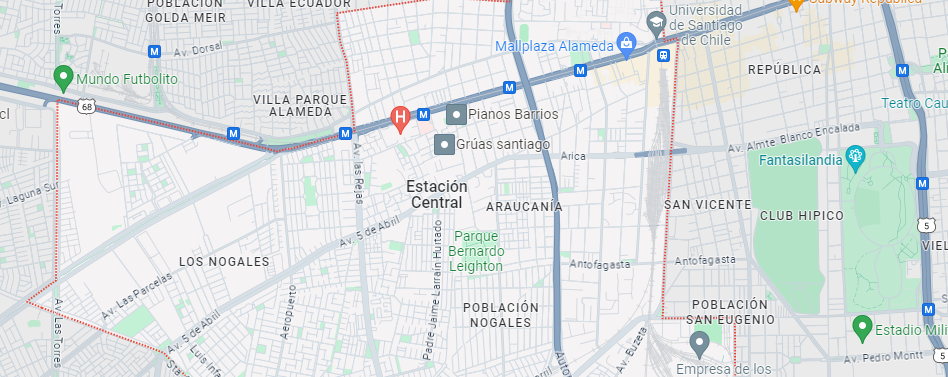 POBLACIÓN
GOLDA MEIR
VILLA ECUADOR
Subway República
Universidad
de Santiago
de Chile
Mallplaza Alameda
Av. Dorsal
M
Mundo Futbolito
REPÚBLICA
M
M
M
68
VILLA PARQUE
ALAMEDA
H
M
Pianos Barrios
Teatro Cau
cl
M
M
Grúas santiago
Arica
Av. Almte Blanco Encalada
Fantasilandia
Av. Laguna Sur
Av. las Rejas
Estación
Central
ARAUCANÍA
SAN VICENTE
CLUB HIPICO
M
5
VIEL
Av. 5 de Abril
Padre Jaime Larraín Hurtado
Parque
Bernardo
Leighton
LOS NOGALES
Antofagasta
Antofagasta
Av. Las Parcelas
Av. Las Torres
Aeropuerto
POBLACIÓN
NOGALES
POBLACIÓN
SAN EUGENIO
M
Av. 5 de Abril
Estadio Mili
Av. Buzeta
Luis Infa
Autop
Av. Pedro Montt
5
Empresa de los